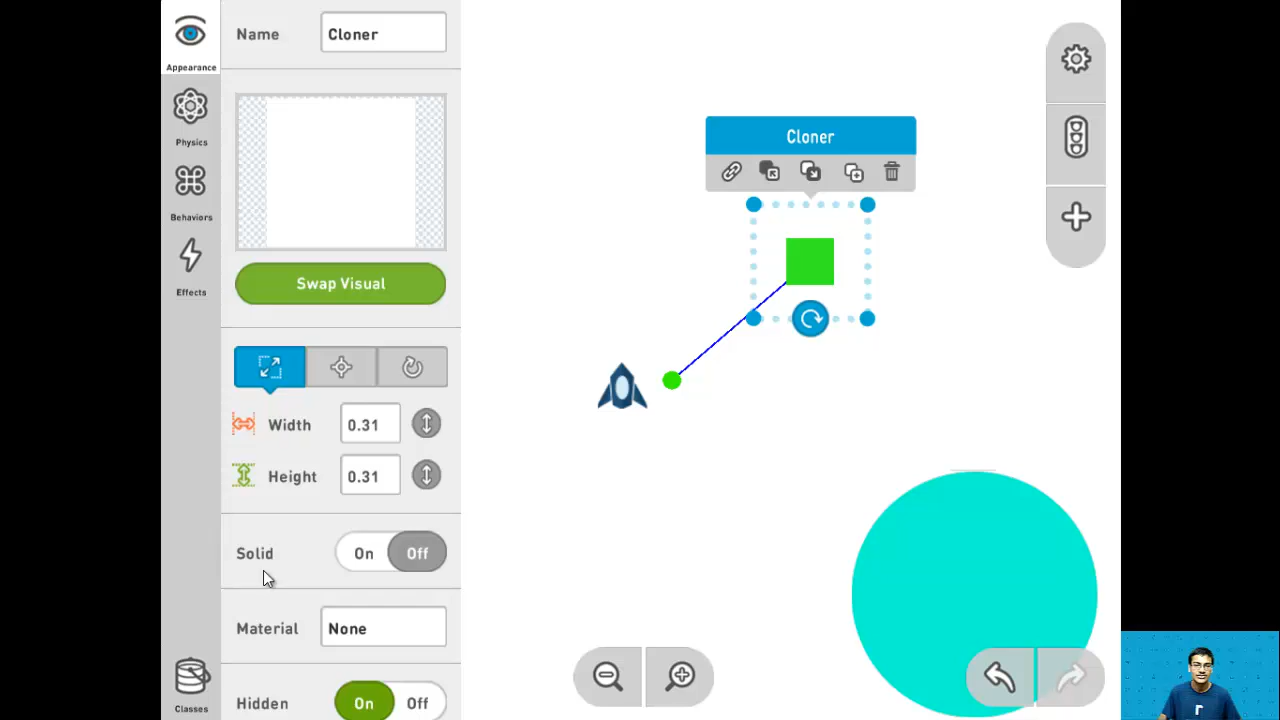 Appearance
Physics
Behaviors
Effects
Classes
Name
Cloner
Swap Visual
Width
0.31
Height
0.31
Solid
On
Off
Material
None
Hidden
On
Off
Cloner
r